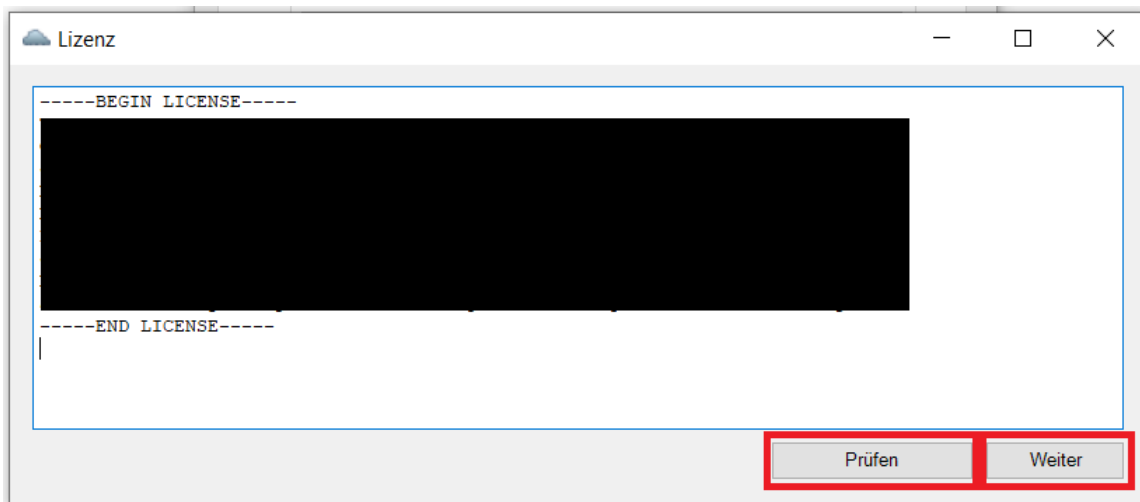 Lizenz
-----BEGIN LICENSE-----
-----END LICENSE-----
Prüfen
Weiter